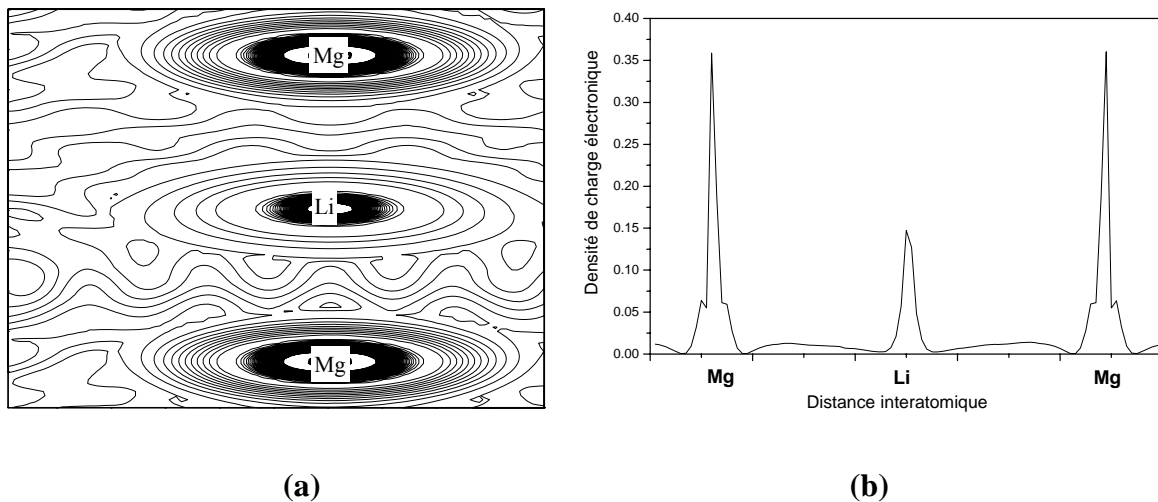 Mg
Li
Mg
(a)
Densité de charge électronique
0.40
0.35
0.30
0.25
0.20
0.15
0.10
0.05
0.00
Mg Li Mg
Distance interatomique
(b)